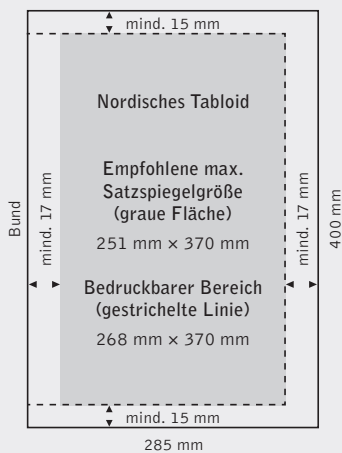 mind. 15 mm
Nordisches Tabloid
Empfohlene max.
Satzspiegelgröße
(graue Fläche)
251 mm × 370 mm
Bund
mind. 17 mm
mind. 17 mm
400 mm
Bedruckbarer Bereich
(gestrichelte Linie)
268 mm × 370 mm
mind. 15 mm
285 mm